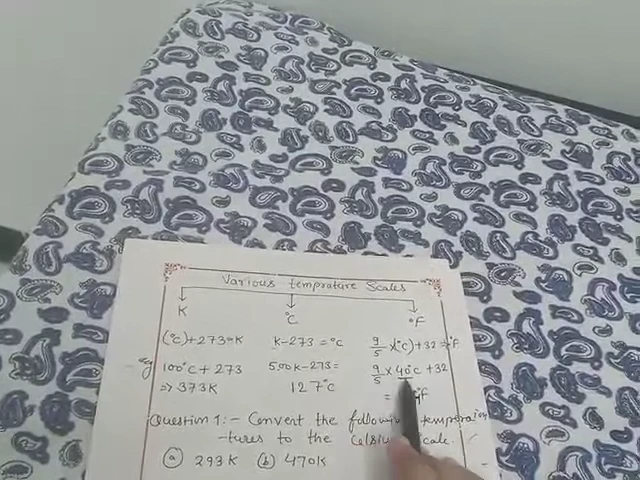 Various temprature Scales
K °C °F
(°C)+273=K K-273=°C 9/5 ×(°C)+32=°F
eg 100°C+273 500K-273= 9/5 × 40°C +32
=> 373K 127°C = °F
Question 1:- Convert the following
-tures to the Celsius Scale.
(a) 293K (b) 470K